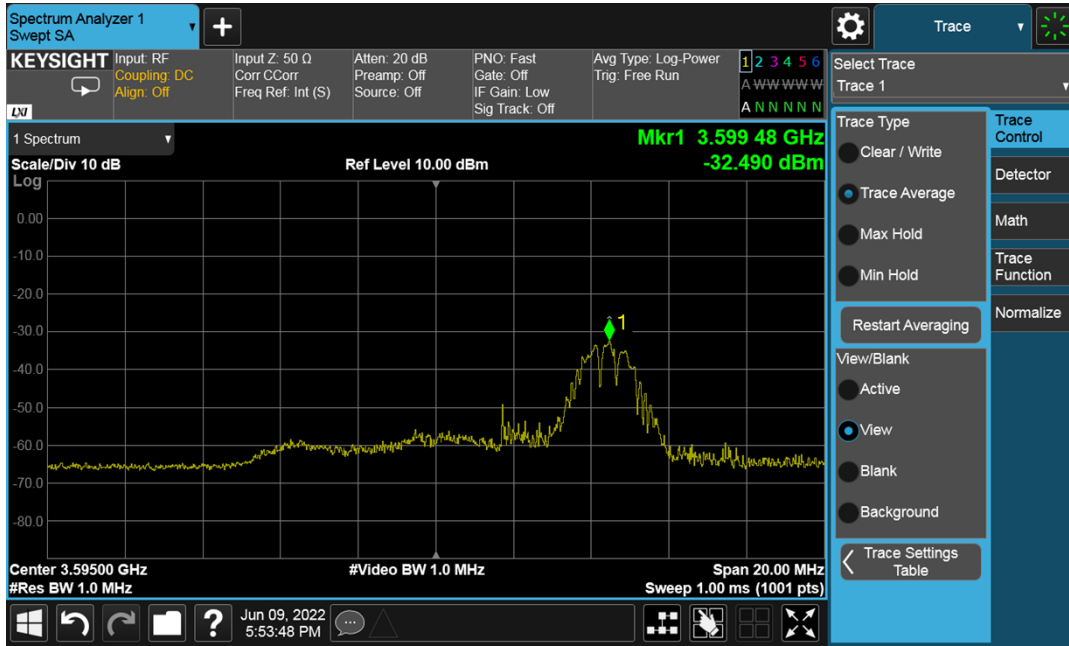 Spectrum Analyzer 1
Swept SA
+
Trace
KEYSIGHT
LXI
Input: RF
Coupling: DC
Align: Off
Input Z: 50 Ω
Corr CCorr
Freq Ref: Int (S)
Atten: 20 dB
Preamp: Off
Source: Off
PNO: Fast
Gate: Off
IF Gain: Low
Sig Track: Off
Avg Type: Log-Power
Trig: Free Run
1 2 3 4 5 6
A W W W W W
A N N N N N
Select Trace
Trace 1
1 Spectrum
Mkr1 3.599 48 GHz
-32.490 dBm
Scale/Div 10 dB
Ref Level 10.00 dBm
Log
0.00
-10.0
-20.0
-30.0
-40.0
-50.0
-60.0
-70.0
-80.0
1
Center 3.59500 GHz
#Video BW 1.0 MHz
Span 20.00 MHz
#Res BW 1.0 MHz
Sweep 1.00 ms (1001 pts)
Trace Type
Clear / Write
Trace Average
Max Hold
Min Hold
Restart Averaging
View/Blank
Active
View
Blank
Background
Trace Settings
Table
Trace
Control
Detector
Math
Trace
Function
Normalize
?
Jun 09, 2022
5:53:48 PM